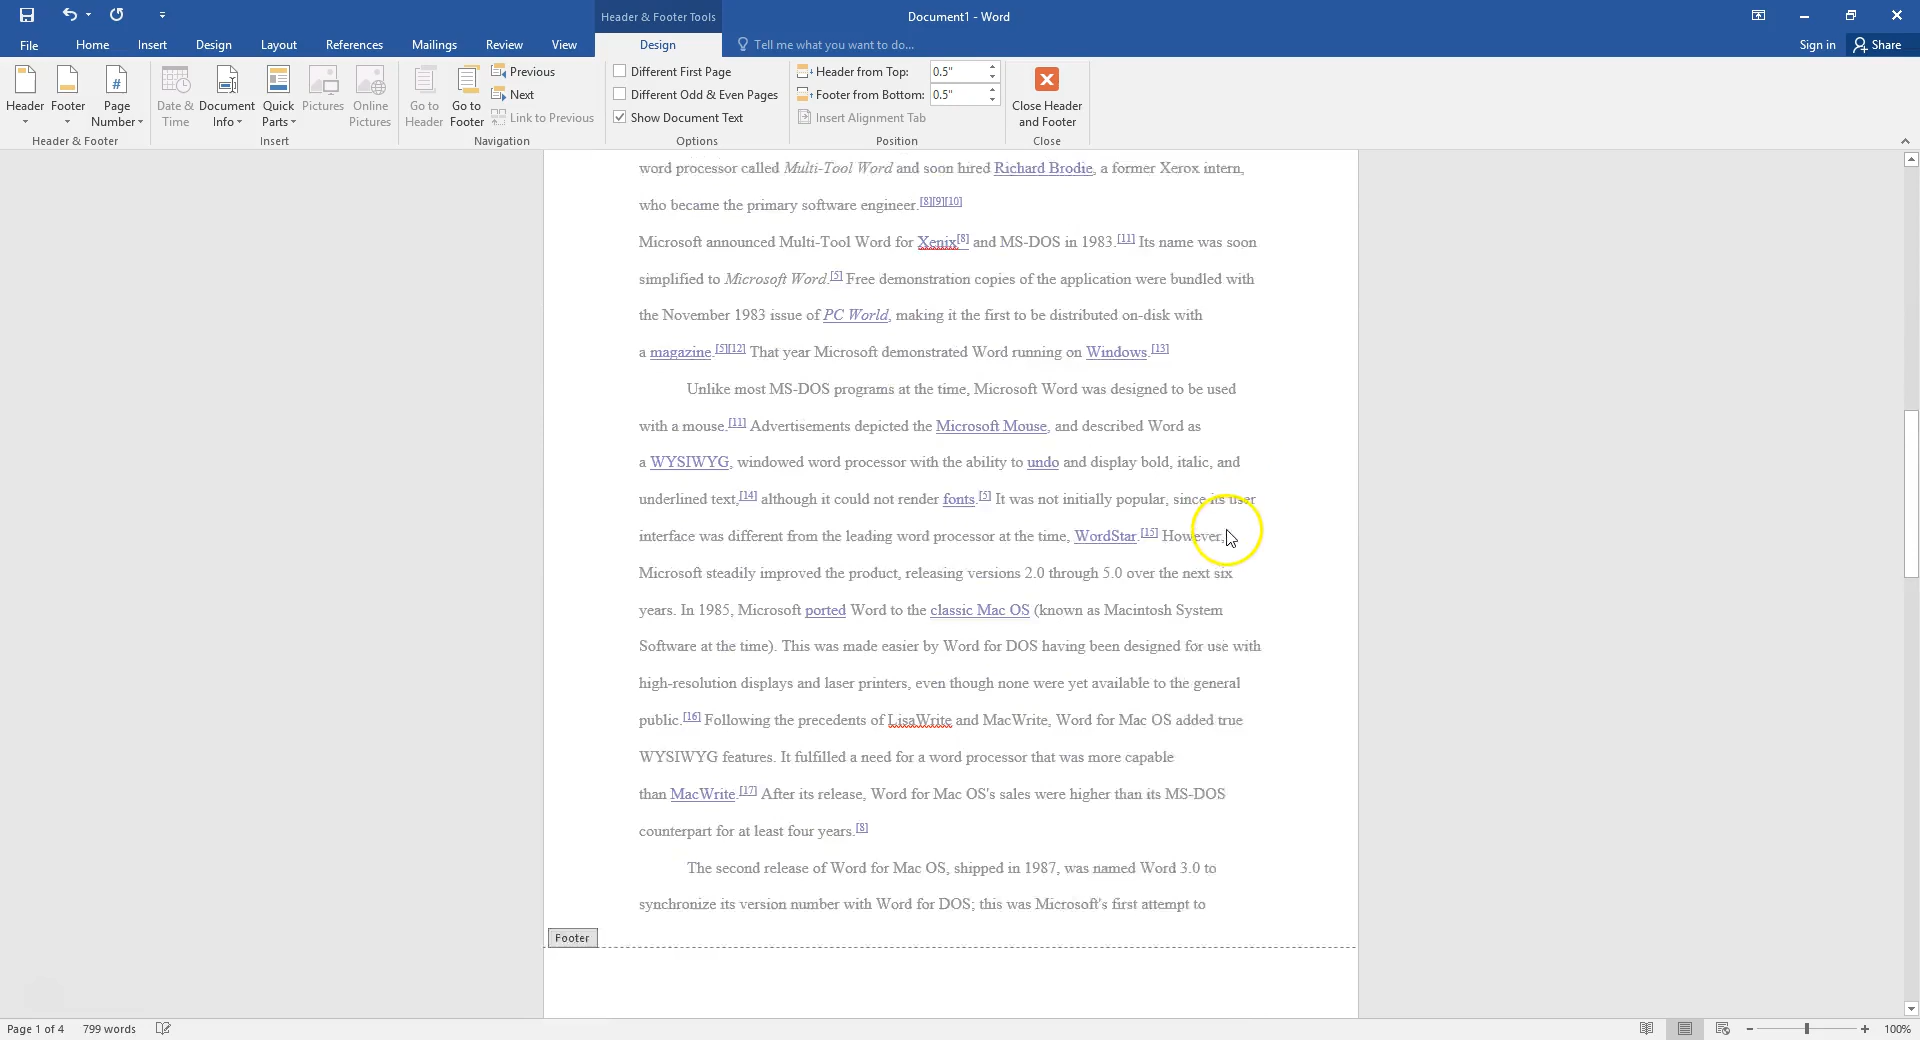 Header & Footer Tools
Document1 - Word
File Home Insert Design Layout References Mailings Review View Design Tell me what you want to do... Sign in Share
Header
Footer
Page Number
Header & Footer
Date & Time
Document Info
Quick Parts
Pictures
Online Pictures
Insert
Go to Header
Go to Footer
Previous
Next
Link to Previous
Navigation
Different First Page
Different Odd & Even Pages
Show Document Text
Options
Header from Top: 0.5"
Footer from Bottom: 0.5"
Insert Alignment Tab
Position
Close Header and Footer
Close
word processor called Multi-Tool Word and soon hired Richard Brodie, a former Xerox intern,
who became the primary software engineer.[8][9][10]
Microsoft announced Multi-Tool Word for Xenix[8] and MS-DOS in 1983.[11] Its name was soon
simplified to Microsoft Word.[5] Free demonstration copies of the application were bundled with
the November 1983 issue of PC World, making it the first to be distributed on-disk with
a magazine.[5][12] That year Microsoft demonstrated Word running on Windows.[13]
Unlike most MS-DOS programs at the time, Microsoft Word was designed to be used
with a mouse.[11] Advertisements depicted the Microsoft Mouse, and described Word as
a WYSIWYG, windowed word processor with the ability to undo and display bold, italic, and
underlined text,[14] although it could not render fonts.[5] It was not initially popular, since its user
interface was different from the leading word processor at the time, WordStar.[15] However,
Microsoft steadily improved the product, releasing versions 2.0 through 5.0 over the next six
years. In 1985, Microsoft ported Word to the classic Mac OS (known as Macintosh System
Software at the time). This was made easier by Word for DOS having been designed for use with
high-resolution displays and laser printers, even though none were yet available to the general
public.[16] Following the precedents of LisaWrite and MacWrite, Word for Mac OS added true
WYSIWYG features. It fulfilled a need for a word processor that was more capable
than MacWrite.[17] After its release, Word for Mac OS's sales were higher than its MS-DOS
counterpart for at least four years.[8]
The second release of Word for Mac OS, shipped in 1987, was named Word 3.0 to
synchronize its version number with Word for DOS; this was Microsoft's first attempt to
Footer
Page 1 of 4 799 words 100%